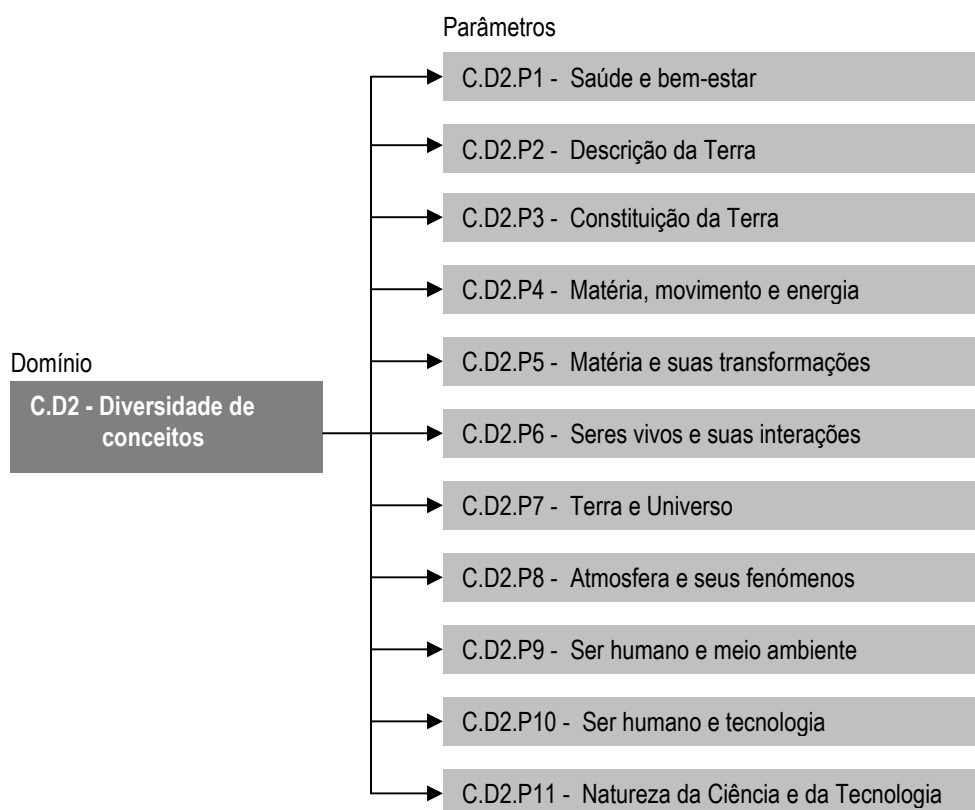 Parâmetros
C.D2.P1 - Saúde e bem-estar
C.D2.P2 - Descrição da Terra
C.D2.P3 - Constituição da Terra
C.D2.P4 - Matéria, movimento e energia
Domínio
C.D2 - Diversidade de
conceitos
C.D2.P5 - Matéria e suas transformações
C.D2.P6 - Seres vivos e suas interações
C.D2.P7 - Terra e Universo
C.D2.P8 - Atmosfera e seus fenómenos
C.D2.P9 - Ser humano e meio ambiente
C.D2.P10 - Ser humano e tecnologia
C.D2.P11 - Natureza da Ciência e da Tecnologia